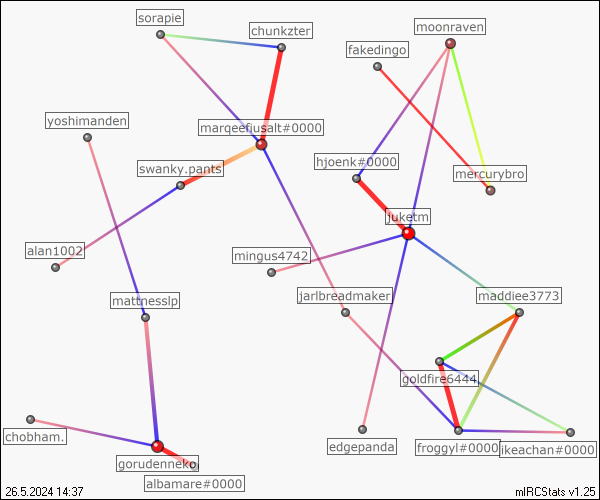 sorapie
chunkzter
moonraven
fakedingo
yoshimanden
marqeefiusalt#0000
swanky.pants
hjoenk#0000
mercurybro
juketm
alan1002
mingus4742
mattnesslp
jarlbreadmaker
maddiee3773
goldfire6444
chobham.
edgepanda
froggyl#0000
ikeachan#0000
gorudenneko
albamare#0000
26.5.2024 14:37
mIRCStats v1.25